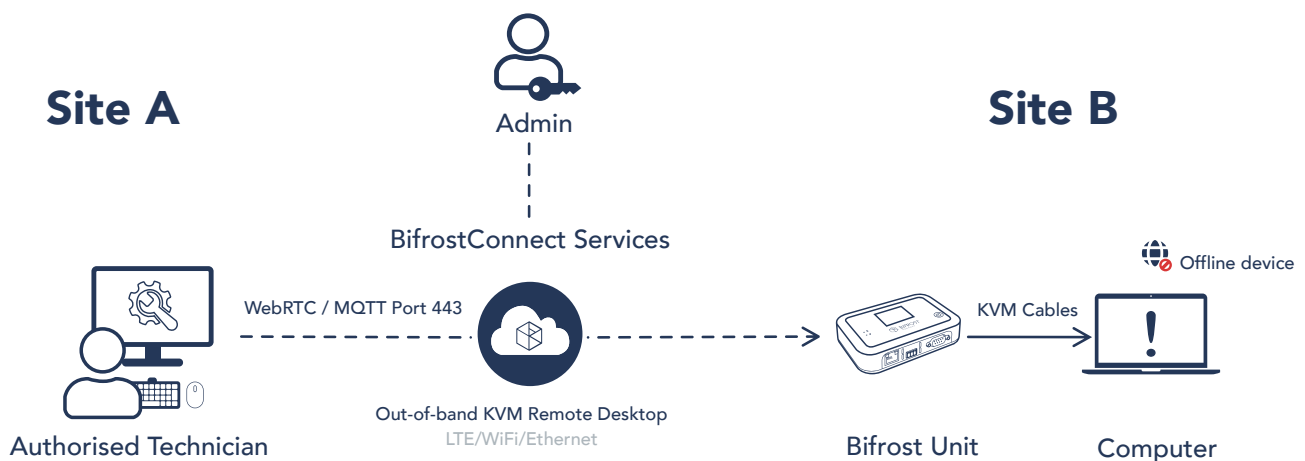 Site A
Admin
Site B
BifrostConnect Services
Offline device
WebRTC / MQTT Port 443
KVM Cables
BIFROST
Out-of-band KVM Remote Desktop
LTE/WiFi/Ethernet
Authorised Technician
Bifrost Unit
Computer